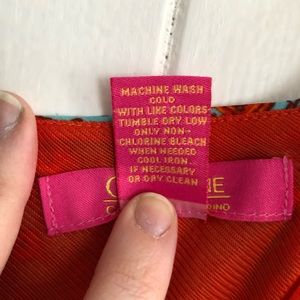 MACHINE WASH
COLD
WITH LIKE COLORS-
TUMBLE DRY LOW
ONLY NON-
CHLORINE BLEACH
WHEN NEEDED
COOL IRON
IF NECESSARY
OR DRY CLEAN